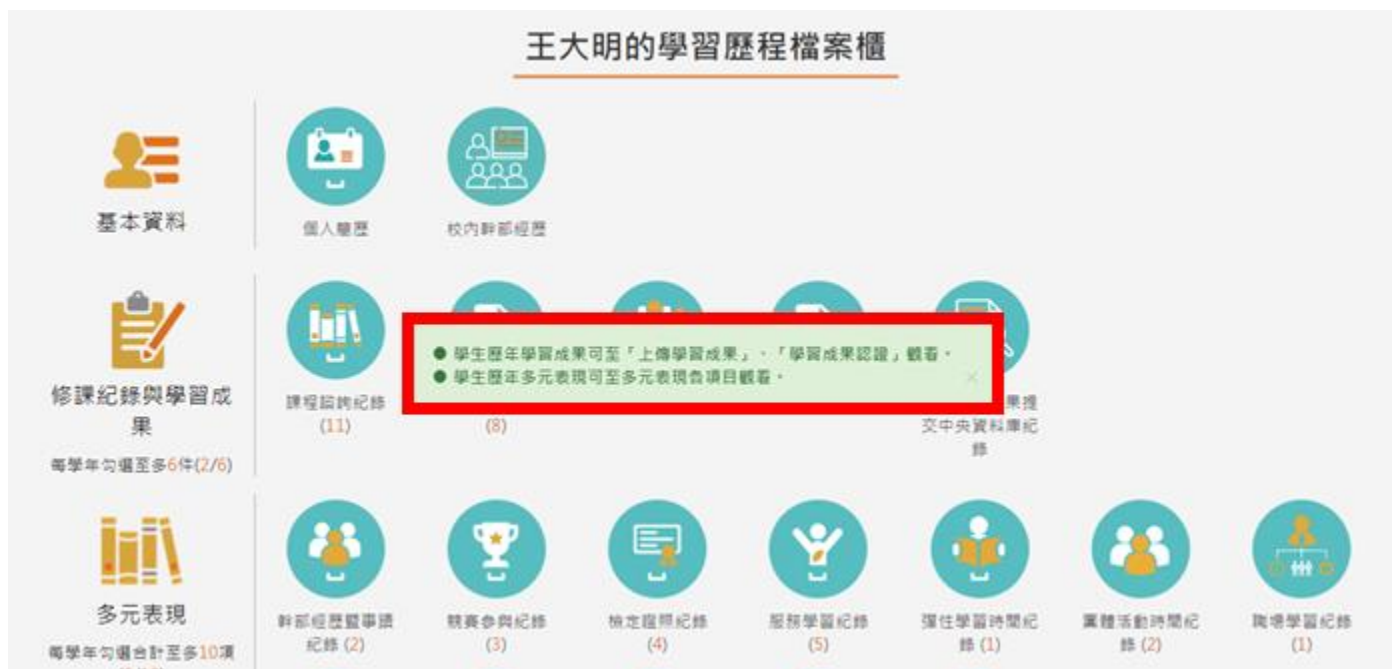 王大明的學習歷程檔案櫃
基本資料
個人簡歷
校內幹部經歷
● 學生歷年學習成果可至「上傳學習成果」、「學習成果認證」觀看。
● 學生歷年多元表現可至多元表現各項目觀看。
×
修課紀錄與學習成
果
每學年勾選至多6件(2/6)
課程諮詢紀錄
(11)
(8)
果提
交中央資料庫紀
錄
多元表現
每學年勾選合計至多10項
幹部經歷暨事蹟
紀錄 (2)
競賽參與紀錄
(3)
檢定證照紀錄
(4)
服務學習紀錄
(5)
彈性學習時間紀
錄 (1)
團體活動時間紀
錄 (2)
職場學習紀錄
(1)